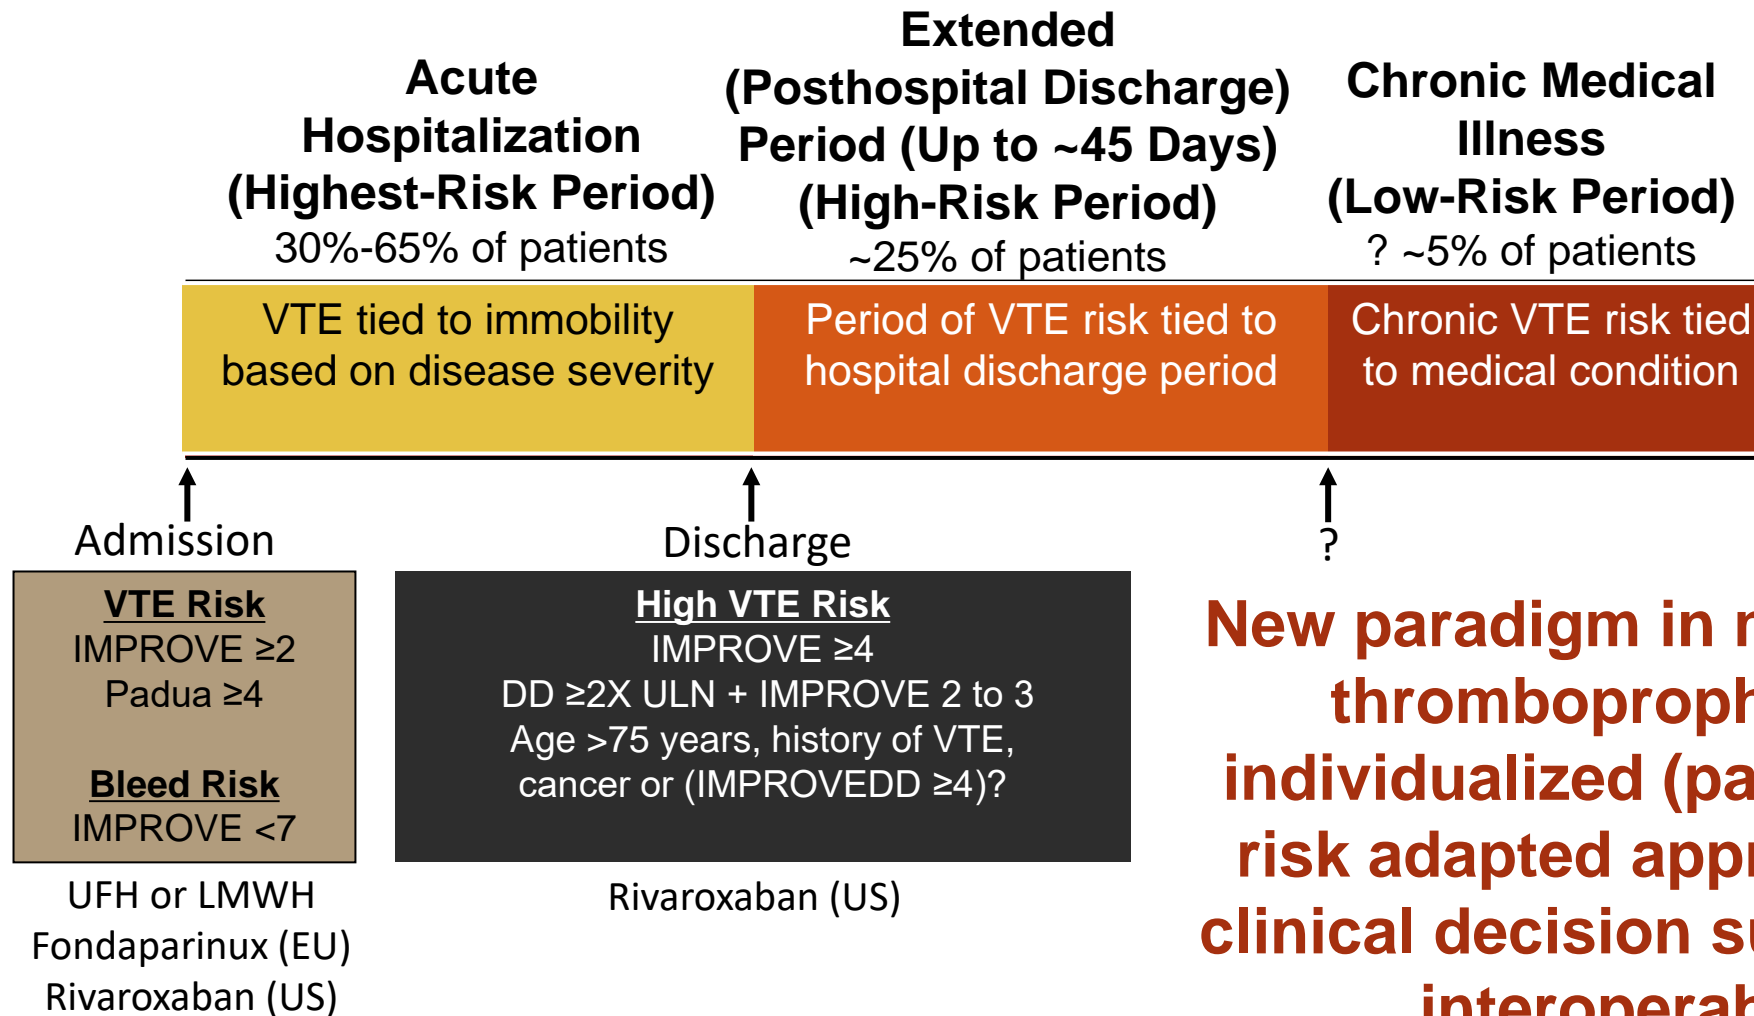 Acute
Hospitalization
(Highest-Risk Period)
30%-65% of patients
Extended
(Posthospital Discharge)
Period (Up to ~45 Days)
(High-Risk Period)
~25% of patients
Chronic Medical
Illness
(Low-Risk Period)
? ~5% of patients
VTE tied to immobility
based on disease severity
Period of VTE risk tied to
hospital discharge period
Chronic VTE risk tied
to medical condition
Admission
Discharge
?
VTE Risk
IMPROVE ≥2
Padua ≥4
Bleed Risk
IMPROVE <7
UFH or LMWH
Fondaparinux (EU)
Rivaroxaban (US)
High VTE Risk
IMPROVE ≥4
DD ≥2X ULN + IMPROVE 2 to 3
Age >75 years, history of VTE,
cancer or (IMPROVEDD ≥4)?
Rivaroxaban (US)
New paradigm in
individualized
risk adapted
clinical decision